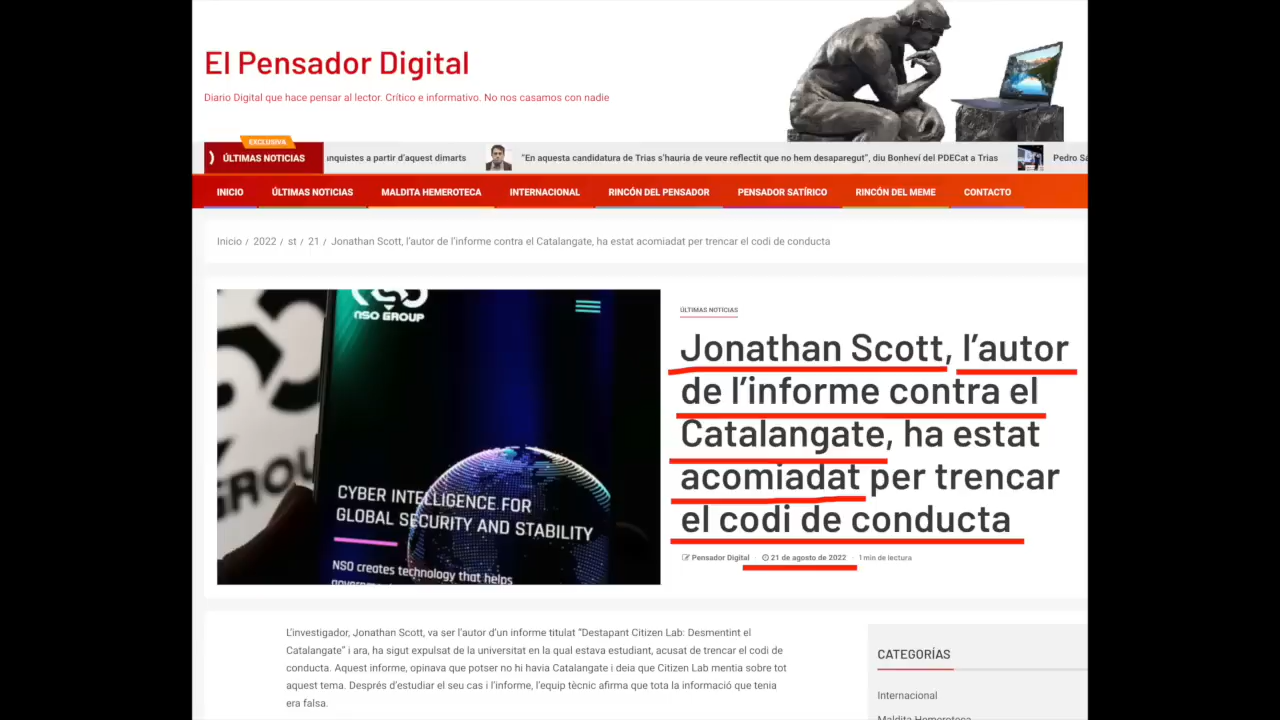 El Pensador Digital
Diario Digital que hace pensar al lector. Crítico e informativo. No nos casamos con nadie
EXCLUSIVA
ÚLTIMAS NOTICIAS
anquistes a partir d'aquest dimarts
"En aquesta candidatura de Trias s'hauria de veure reflectit que no hem desaparegut", diu Bonheví del PDECat a Trias
Pedro Sá
INICIO ÚLTIMAS NOTICIAS MALDITA HEMEROTECA INTERNACIONAL RINCÓN DEL PENSADOR PENSADOR SATÍRICO RINCÓN DEL MEME CONTACTO
Inicio / 2022 / st / 21 / Jonathan Scott, l'autor de l'informe contra el Catalangate, ha estat acomiadat per trencar el codi de conducta
NSO GROUP
GROU
CYBER INTELLIGENCE FOR
GLOBAL SECURITY AND STABILITY
NSO creates technology that helps
ÚLTIMAS NOTICIAS
Jonathan Scott, l'autor
de l'informe contra el
Catalangate, ha estat
acomiadat per trencar
el codi de conducta
Pensador Digital 21 de agosto de 2022 · 1 min de lectura
L'investigador, Jonathan Scott, va ser l'autor d'un informe titulat "Destapant Citizen Lab: Desmentint el
Catalangate" i ara, ha sigut expulsat de la universitat en la qual estava estudiant, acusat de trencar el codi de
conducta. Aquest informe, opinava que potser no hi havia Catalangate i deia que Citizen Lab mentia sobre tot
aquest tema. Després d'estudiar el seu cas i l'informe, l'equip tècnic afirma que tota la informació que tenia
era falsa.
CATEGORÍAS
Internacional
Maldita Hemeroteca